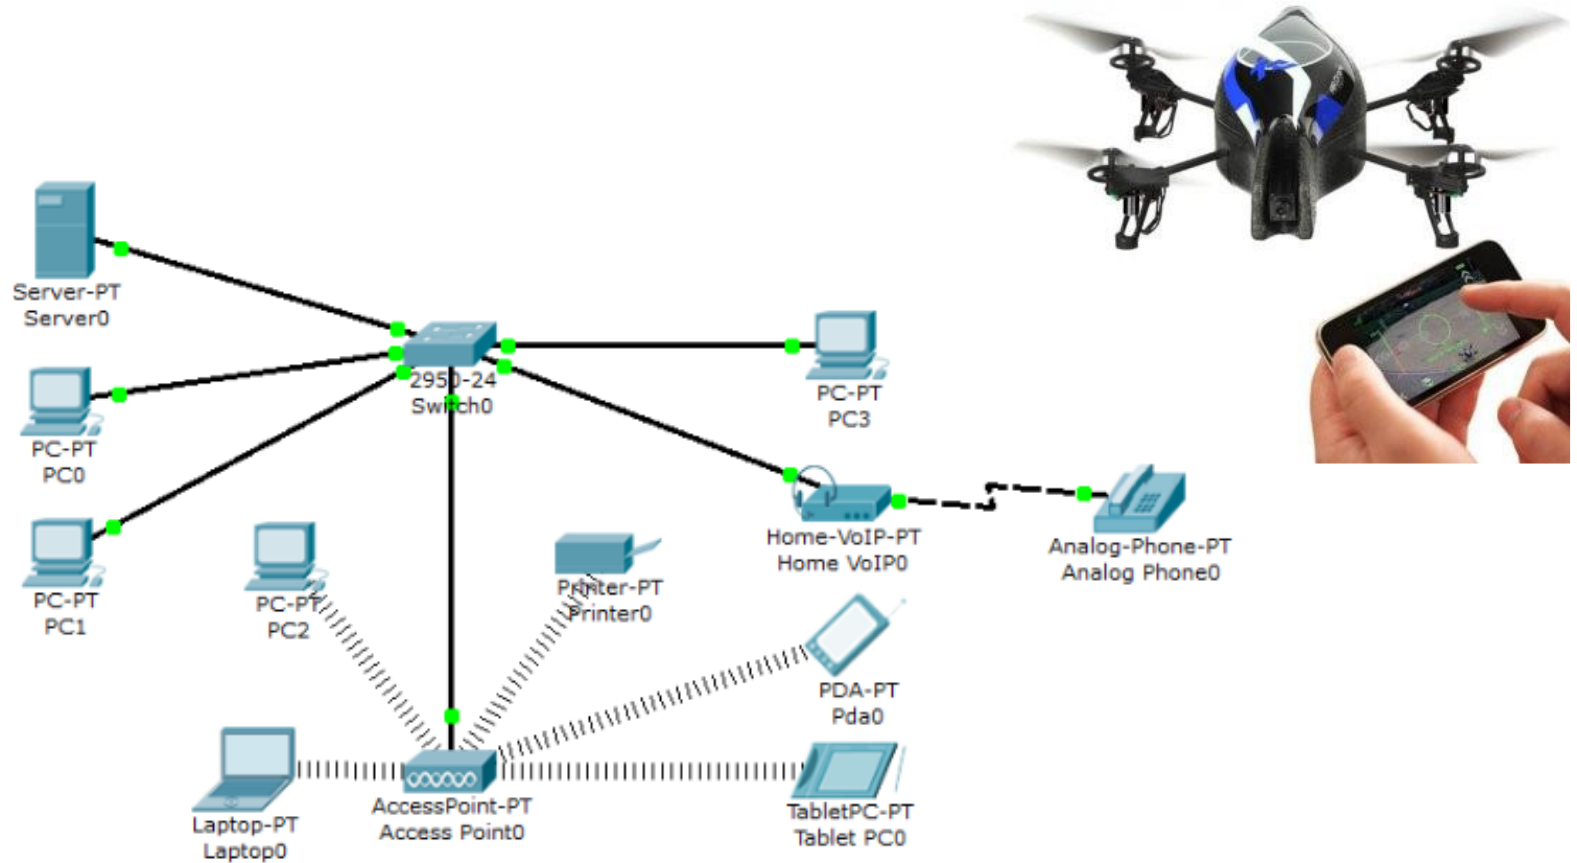 Server-PT
Server0
2950-24
Switch0
PC-PT
PC3
PC-PT
PC0
Home-VoIP-PT
Home VoIP0
Analog-Phone-PT
Analog Phone0
PC-PT
PC1
PC-PT
PC2
Printer-PT
Printer0
PDA-PT
Pda0
Laptop-PT
Laptop0
AccessPoint-PT
Access Point0
TabletPC-PT
Tablet PC0